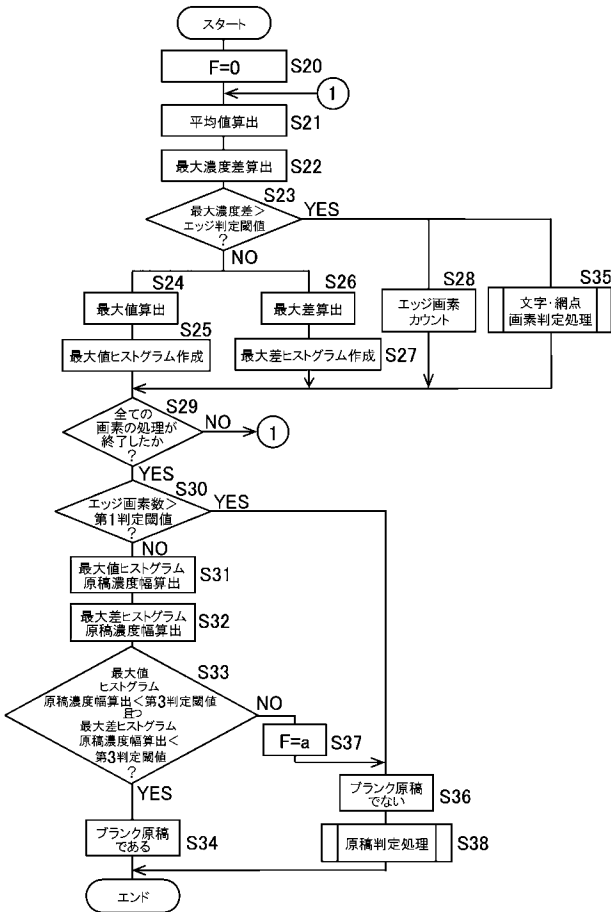 スタート
F=0
S20
1
平均値算出
S21
最大濃度差算出
S22
最大濃度差>
エッジ判定閾値
?
S23
YES
NO
S24
最大値算出
S25
最大値ヒストグラム作成
S26
最大差算出
最大差ヒストグラム作成
S27
S28
エッジ画素
カウント
S35
文字・網点
画素判定処理
全ての
画素の処理が
終了したか
?
S29
NO
1
YES
エッジ画素数>
第1判定閾値
?
S30
YES
NO
最大値ヒストグラム
原稿濃度幅算出
S31
最大差ヒストグラム
原稿濃度幅算出
S32
最大値
ヒストグラム
原稿濃度幅算出<第3判定閾値
且つ
最大差ヒストグラム
原稿濃度幅算出<
第3判定閾値
?
S33
NO
F=a
S37
YES
ブランク原稿
でない
S36
ブランク原稿
である
S34
原稿判定処理
S38
エンド